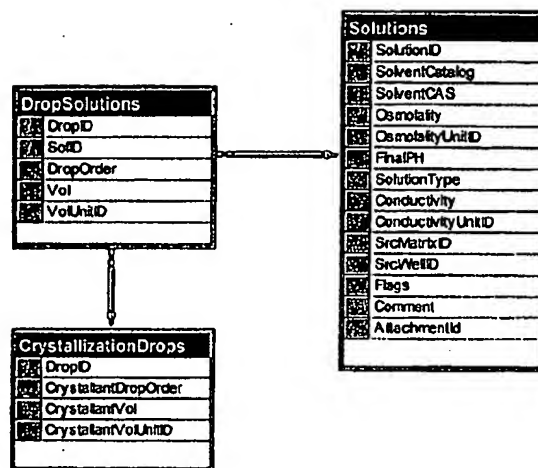 DropSolutions
DropID
SolID
DropOrder
Vol
VolUnitID
CrystallizationDrops
DropID
CrystallantDropOrder
CrystallantVol
CrystallantVolUnitID
Solutions
SolutionID
SolventCatalog
SolventCAS
Osmolality
OsmolalityUnitID
FinalPH
SolutionType
Conductivity
ConductivityUnitID
SrcMatrixID
SrcWellID
Flags
Comment
AttachmentId